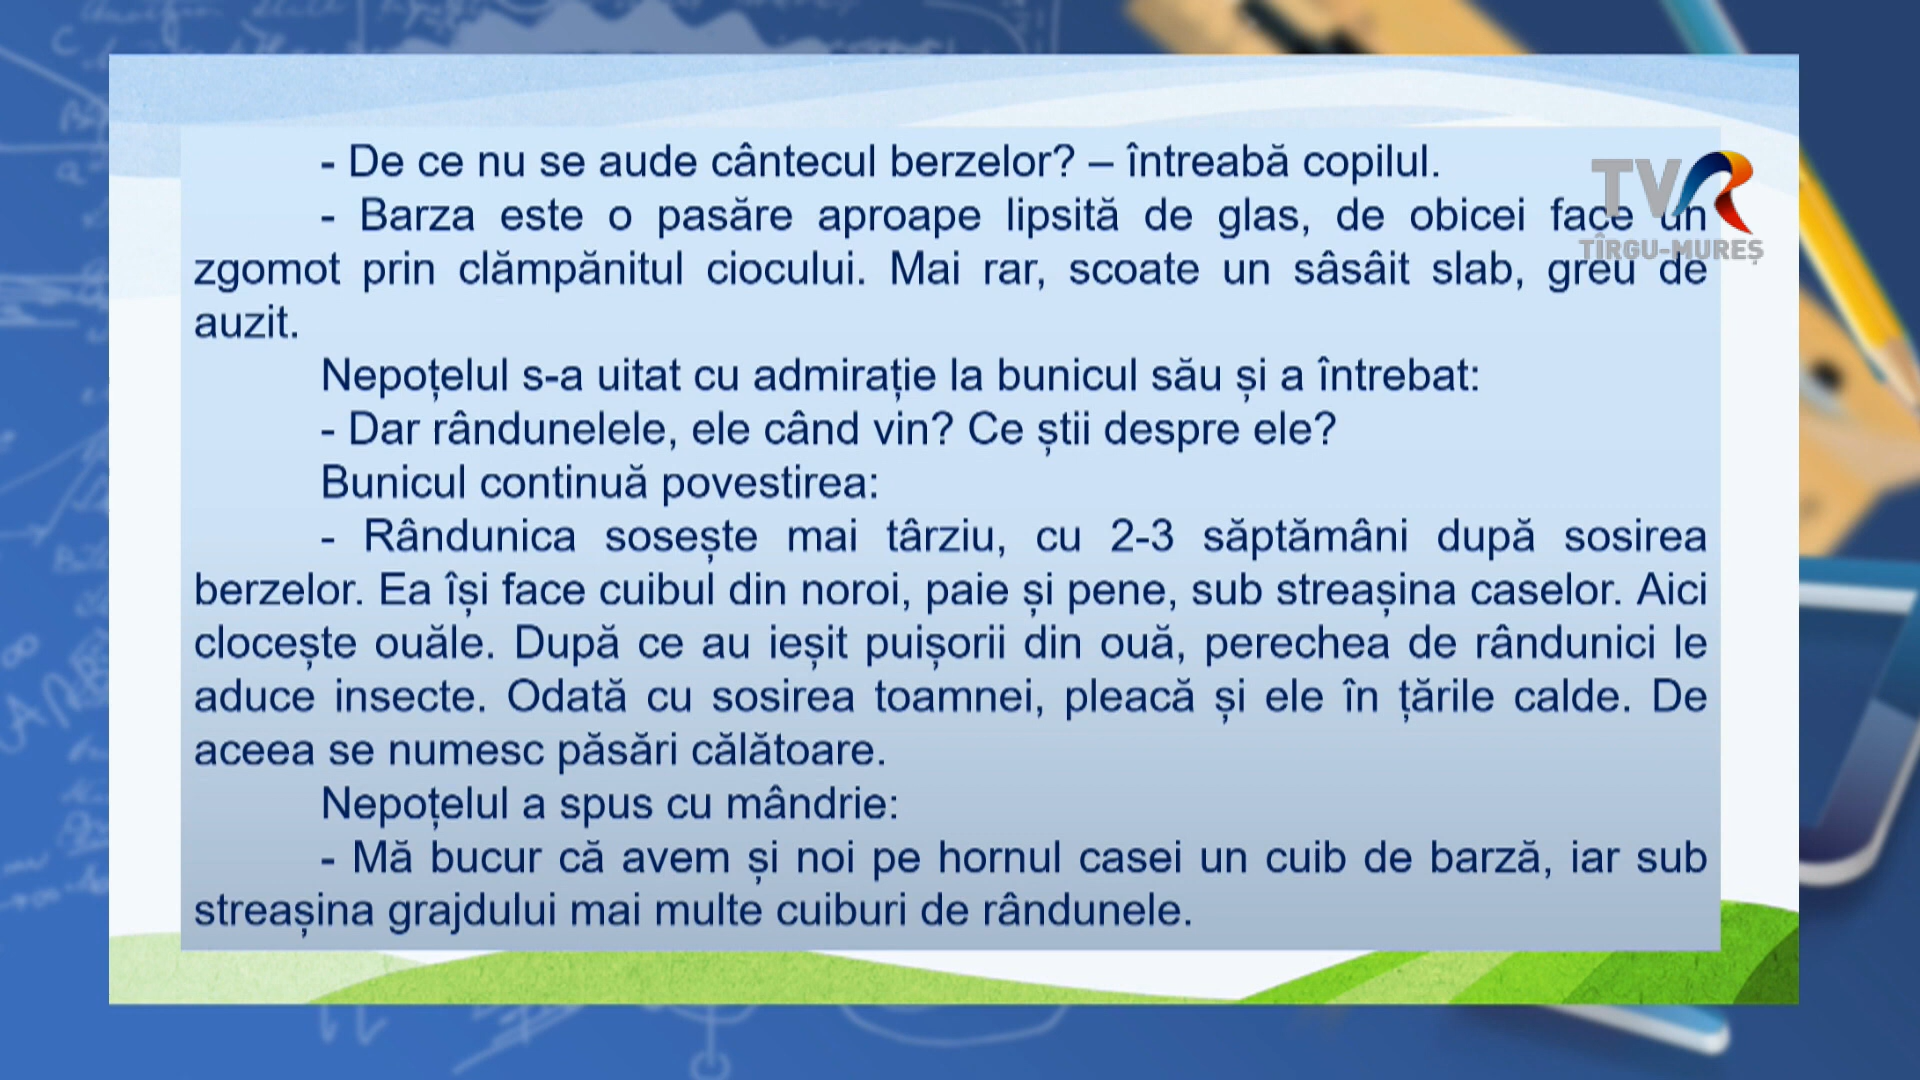 - De ce nu se aude cântecul berzelor? – întreabă copilul.
- Barza este o pasăre aproape lipsită de glas, de obicei face un
zgomot prin clămpănitul ciocului. Mai rar, scoate un sâsâit slab, greu de
auzit.
Nepoțelul s-a uitat cu admirație la bunicul său și a întrebat:
- Dar rândunelele, ele când vin? Ce știi despre ele?
Bunicul continuă povestirea:
- Rândunica sosește mai târziu, cu 2-3 săptămâni după sosirea
berzelor. Ea își face cuibul din noroi, paie și pene, sub streașina caselor. Aici
clocește ouăle. După ce au ieșit puișorii din ouă, perechea de rândunici le
aduce insecte. Odată cu sosirea toamnei, pleacă și ele în țările calde. De
aceea se numesc păsări călătoare.
Nepoțelul a spus cu mândrie:
- Mă bucur că avem și noi pe hornul casei un cuib de barză, iar sub
streașina grajdului mai multe cuiburi de rândunele.
TVR
TÎRGU-MUREȘ